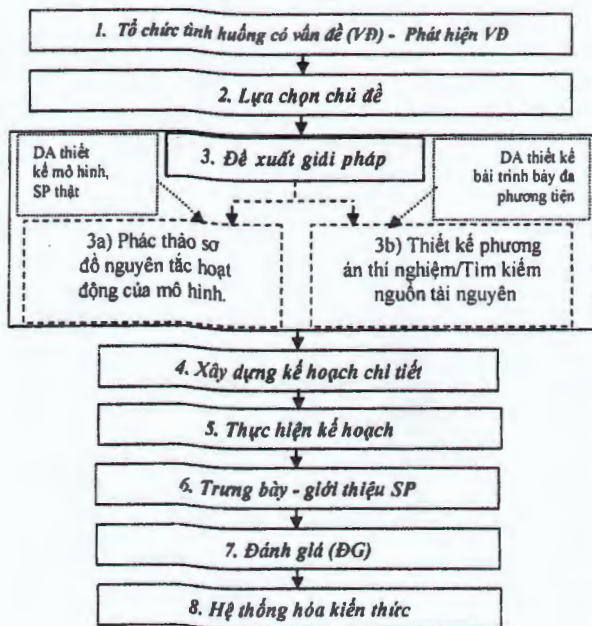 1. Tổ chức tình huống có vấn đề (VĐ) - Phát hiện VĐ
2. Lựa chọn chủ đề
3. Đề xuất giải pháp
DA thiết
kế mô hình,
SP thật
DA thiết kế
bài trình bày đa
phương tiện
3a) Phác thảo sơ
đồ nguyên tắc hoạt
động của mô hình.
3b) Thiết kế phương
án thí nghiệm/Tìm kiếm
nguồn tài nguyên
4. Xây dựng kế hoạch chi tiết
5. Thực hiện kế hoạch
6. Trưng bày - giới thiệu SP
7. Đánh giá (ĐG)
8. Hệ thống hóa kiến thức